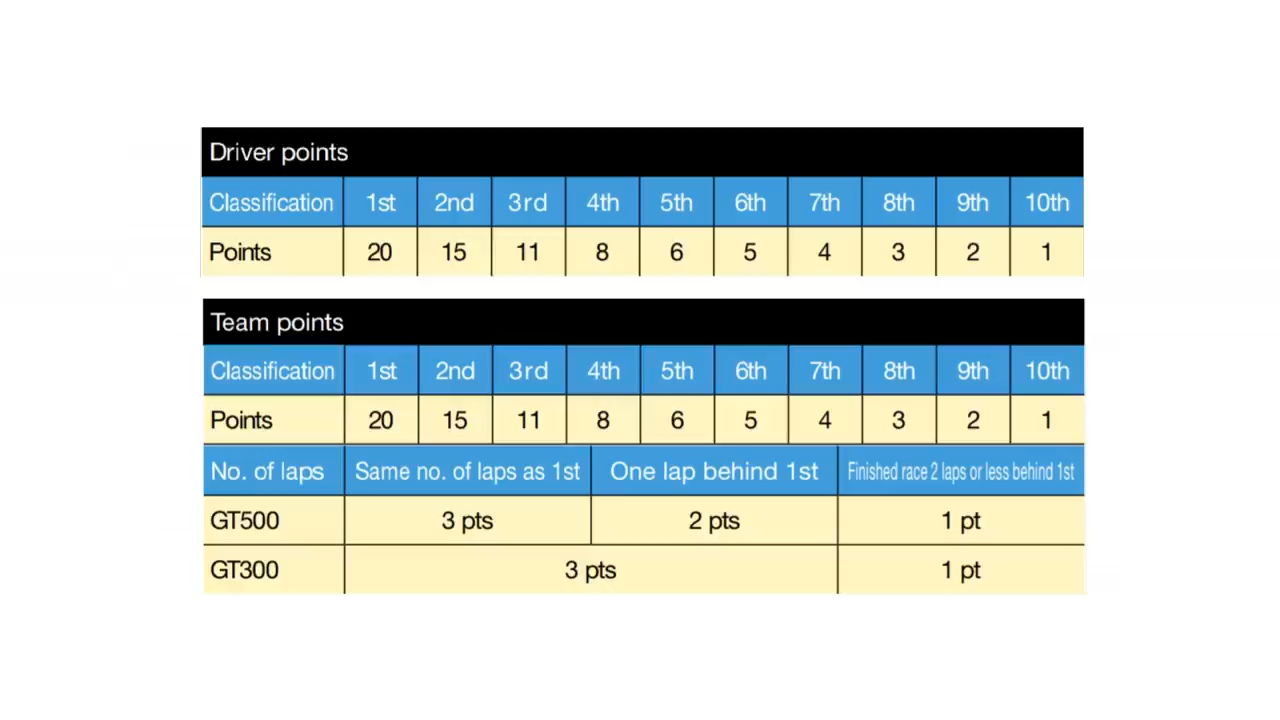 Driver points
Classification 1st 2nd 3rd 4th 5th 6th 7th 8th 9th 10th
Points 20 15 11 8 6 5 4 3 2 1
Team points
Classification 1st 2nd 3rd 4th 5th 6th 7th 8th 9th 10th
Points 20 15 11 8 6 5 4 3 2 1
No. of laps Same no. of laps as 1st One lap behind 1st Finished race 2 laps or less behind 1st
GT500 3 pts 2 pts 1 pt
GT300 3 pts 1 pt